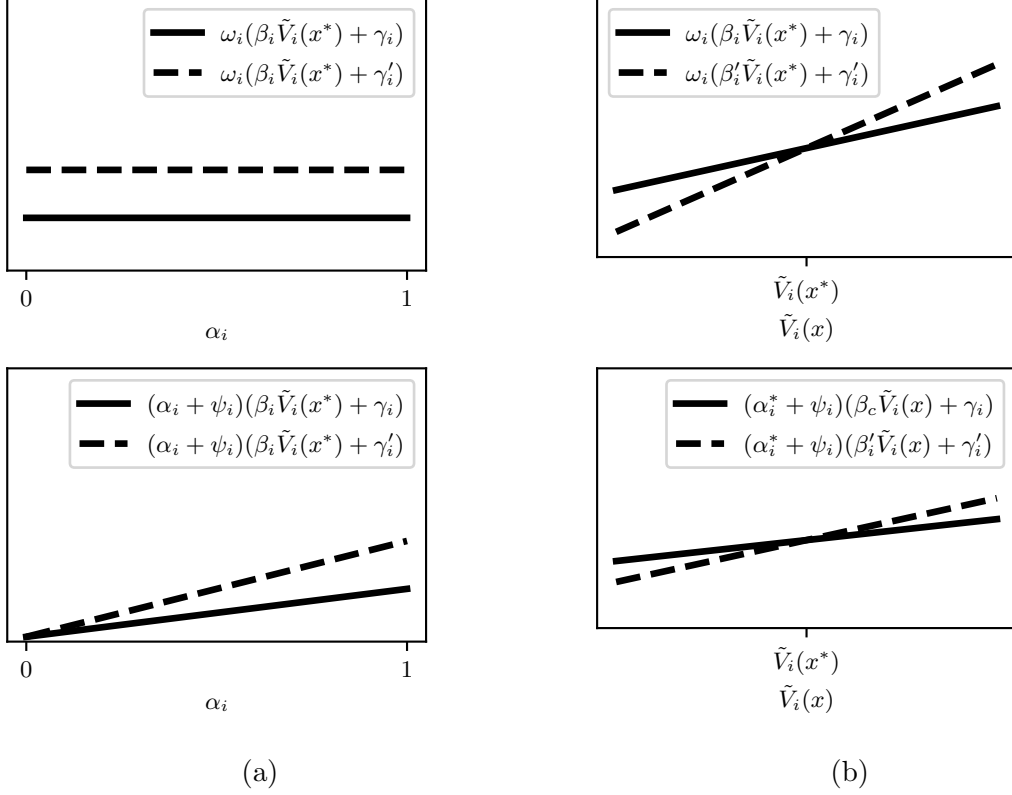 ω_i(β_i Ṽ_i(x*) + γ_i)
ω_i(β_i Ṽ_i(x*) + γ′_i)
0 1
α_i
ω_i(β_i Ṽ_i(x*) + γ_i)
ω_i(β′_i Ṽ_i(x*) + γ′_i)
Ṽ_i(x*)
Ṽ_i(x)
(α_i + ψ_i)(β_i Ṽ_i(x*) + γ_i)
(α_i + ψ_i)(β_i Ṽ_i(x*) + γ′_i)
0 1
α_i
(α*_i + ψ_i)(β_c Ṽ_i(x) + γ_i)
(α*_i + ψ_i)(β′_i Ṽ_i(x) + γ′_i)
Ṽ_i(x*)
Ṽ_i(x)
(a) (b)